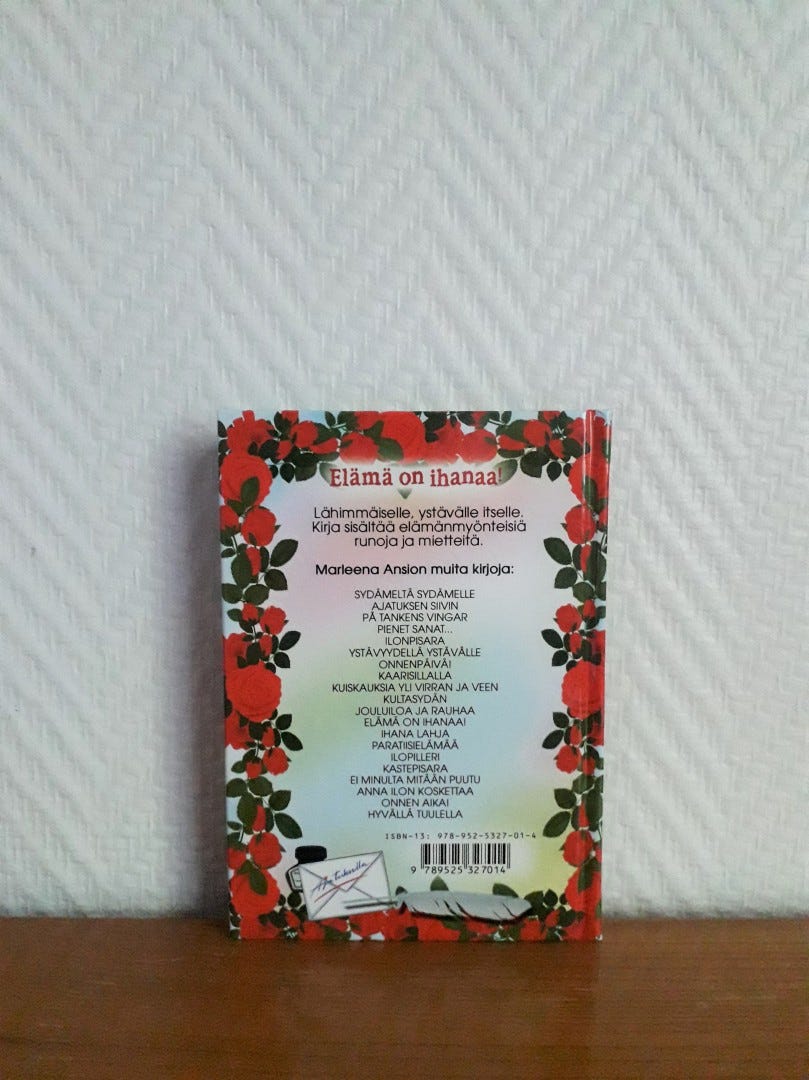 Elämä on ihanaa!
Lähimmäiselle, ystävälle itselle.
Kirja sisältää elämänmyönteisiä
runoja ja mietteitä.
Marleena Ansion muita kirjoja:
SYDÄMELTÄ SYDÄMELLE
AJATUKSEN SIIVIN
PÅ TANKENS VINGAR
PIENET SANAT...
ILONPISARA
YSTÄVYYDELLÄ YSTÄVÄLLE
ONNENPÄIVÄ!
KAARISILLALLA
KUISKAUKSIA YLI VIRRAN JA VEEN
KULTASYDÄN
JOULUILOA JA RAUHAA
ELÄMÄ ON IHANAA!
IHANA LAHJA
PARATIISIELÄMÄÄ
ILOPILLERI
KASTEPISARA
EI MINULTA MITÄÄN PUUTU
ANNA ILON KOSKETTAA
ONNEN AIKA!
HYVÄLLÄ TUULELLA
ISBN-13: 978-952-5327-01-4
9 789525 327014